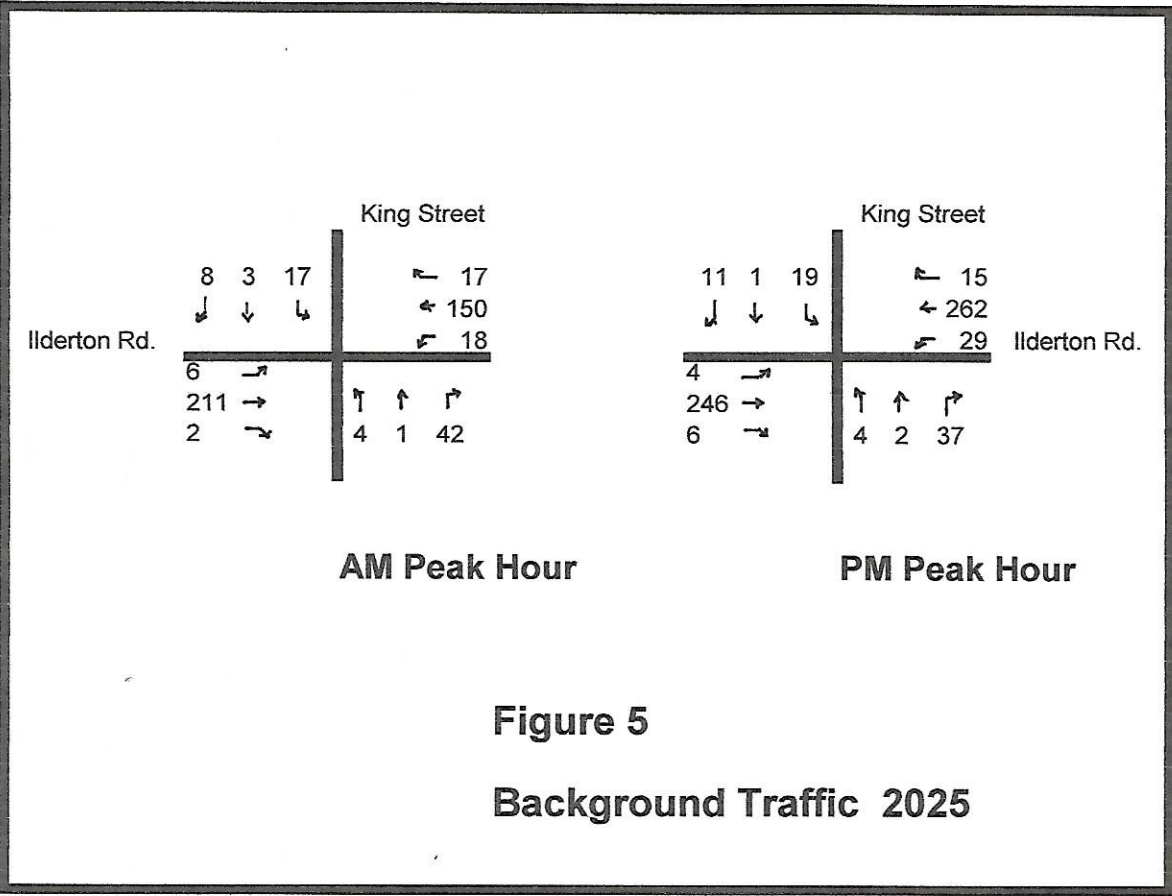 King Street King Street
8 3 17 17 11 1 19 15
150 262
Ilderton Rd. 18 29 Ilderton Rd.
6 4
211 246
2 4 1 42 6 4 2 37
AM Peak Hour PM Peak Hour
Figure 5
Background Traffic 2025